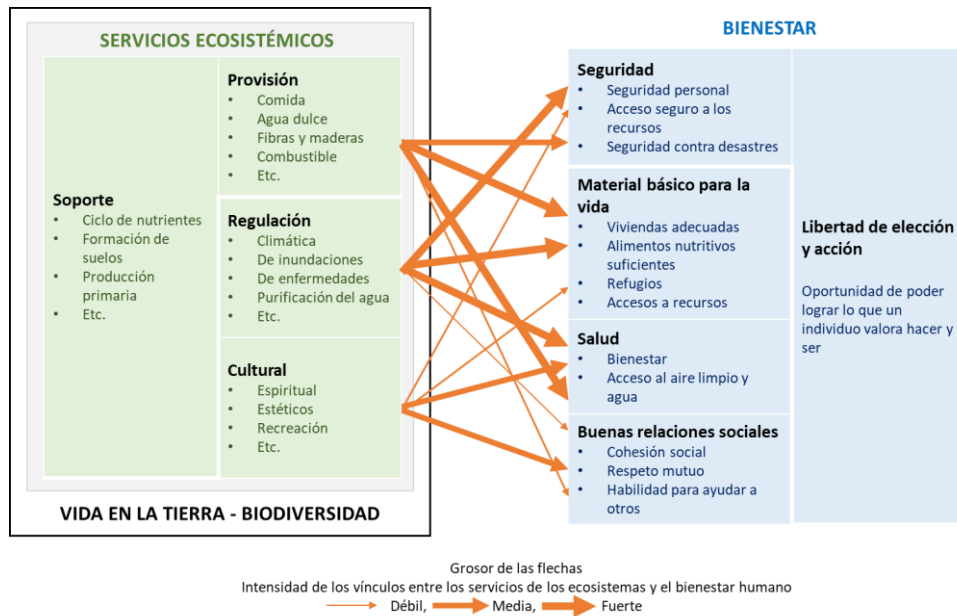 SERVICIOS ECOSISTÉMICOS
Soporte
• Ciclo de nutrientes
• Formación de
suelos
• Producción
primaria
• Etc.
Provisión
• Comida
• Agua dulce
• Fibras y maderas
• Combustible
• Etc.
Regulación
• Climática
• De inundaciones
• De enfermedades
• Purificación del agua
• Etc.
Cultural
• Espiritual
• Estéticos
• Recreación
• Etc.
VIDA EN LA TIERRA - BIODIVERSIDAD
BIENESTAR
Seguridad
• Seguridad personal
• Acceso seguro a los
recursos
• Seguridad contra desastres
Material básico para la
vida
• Viviendas adecuadas
• Alimentos nutritivos
suficientes
• Refugios
• Accesos a recursos
Salud
• Bienestar
• Acceso al aire limpio y
agua
Buenas relaciones sociales
• Cohesión social
• Respeto mutuo
• Habilidad para ayudar a
otros
Libertad de elección
y acción
Oportunidad de poder
lograr lo que un
individuo valora hacer y
ser
Grosor de las flechas
Intensidad de los vínculos entre los servicios de los ecosistemas y el bienestar humano
Débil, Media, Fuerte